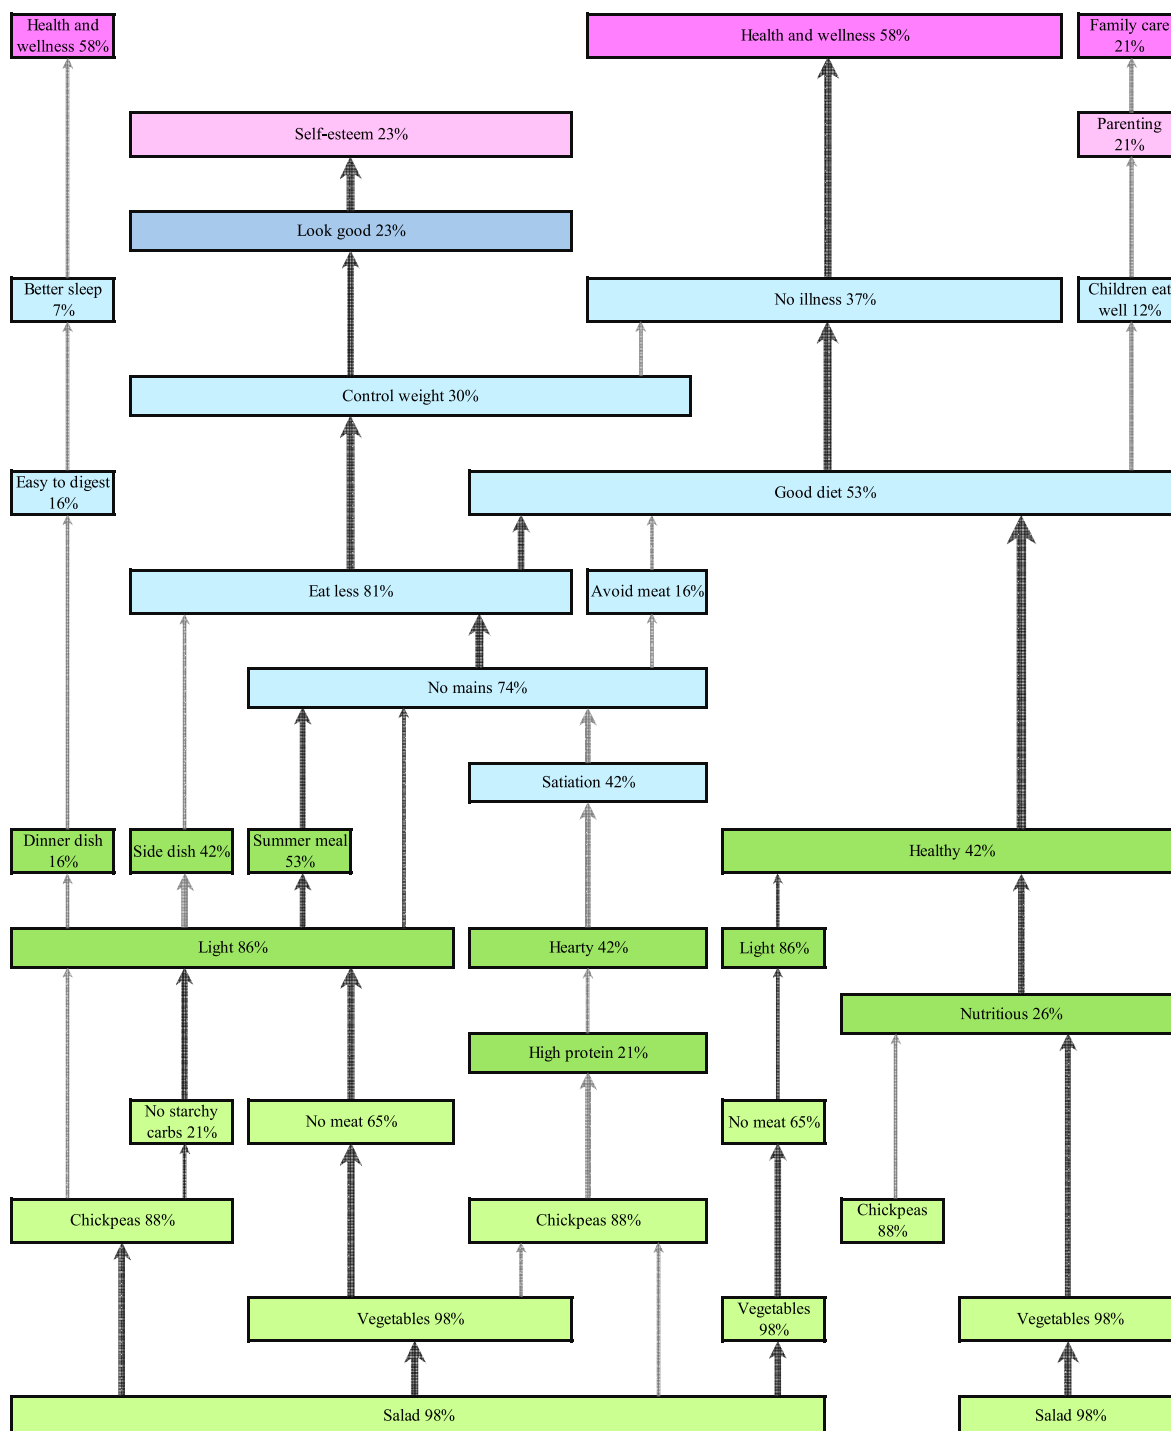 Health and
wellness 58%
Health and wellness 58%
Family care
21%
Self-esteem 23%
Parenting
21%
Look good 23%
Better sleep
7%
No illness 37%
Children eat
well 12%
Control weight 30%
Easy to digest
16%
Good diet 53%
Eat less 81%
Avoid meat 16%
No mains 74%
Satiation 42%
Dinner dish
16%
Side dish 42%
Summer meal
53%
Healthy 42%
Light 86%
Hearty 42%
Light 86%
Nutritious 26%
High protein 21%
No starchy
carbs 21%
No meat 65%
No meat 65%
Chickpeas 88%
Chickpeas 88%
Chickpeas
88%
Vegetables 98%
Vegetables
98%
Vegetables 98%
Salad 98%
Salad 98%